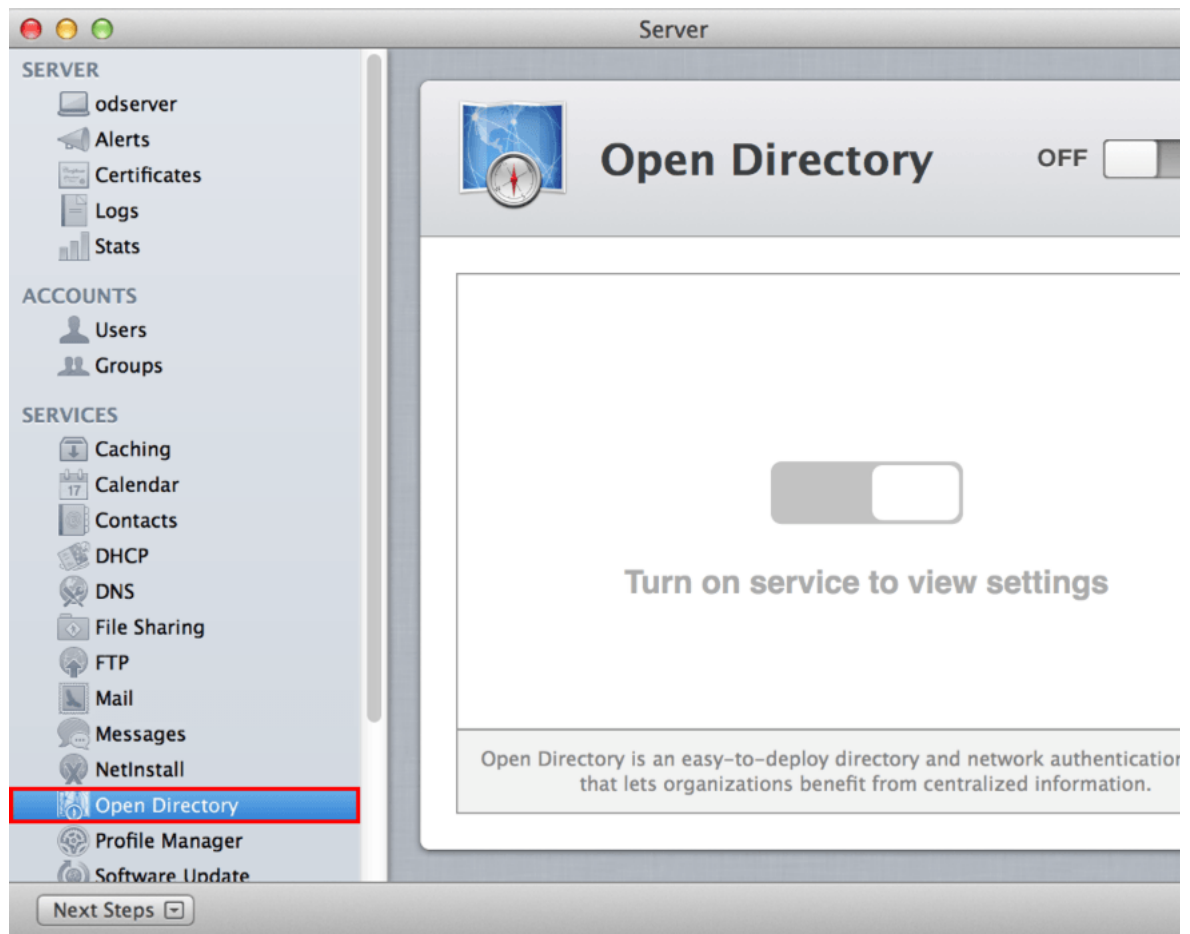 Server
SERVER
odserver
Alerts
Certificates
Logs
Stats
ACCOUNTS
Users
Groups
SERVICES
Caching
Calendar
17
Contacts
DHCP
DNS
File Sharing
FTP
Mail
Messages
NetInstall
Open Directory
Profile Manager
Software Update
Next Steps
Open Directory
OFF
Turn on service to view settings
Open Directory is an easy-to-deploy directory and network authentication
that lets organizations benefit from centralized information.